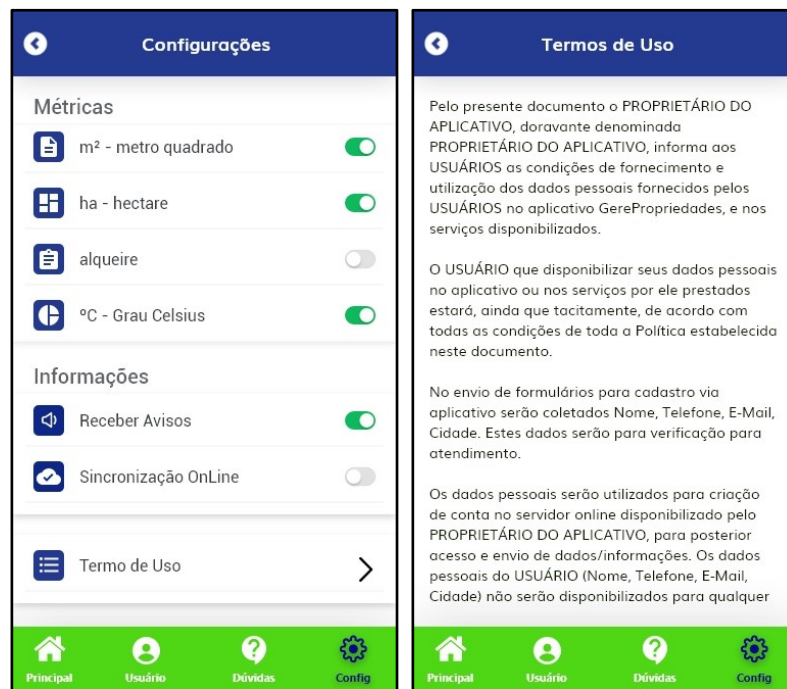 Configurações
Métricas
m² - metro quadrado
ha - hectare
alqueire
ºC - Grau Celsius
Informações
Receber Avisos
Sincronização OnLine
Termo de Uso
Principal
Usuário
Dúvidas
Config
Termos de Uso
Pelo presente documento o PROPRIETÁRIO DO
APLICATIVO, doravante denominada
PROPRIETÁRIO DO APLICATIVO, informa aos
USUÁRIOS as condições de fornecimento e
utilização dos dados pessoais fornecidos pelos
USUÁRIOS no aplicativo GerePropriedades, e nos
serviços disponibilizados.
O USUÁRIO que disponibilizar seus dados pessoais
no aplicativo ou nos serviços por ele prestados
estará, ainda que tacitamente, de acordo com
todas as condições de toda a Política estabelecida
neste documento.
No envio de formulários para cadastro via
aplicativo serão coletados Nome, Telefone, E-Mail,
Cidade. Estes dados serão para verificação para
atendimento.
Os dados pessoais serão utilizados para criação
de conta no servidor online disponibilizado pelo
PROPRIETÁRIO DO APLICATIVO, para posterior
acesso e envio de dados/informações. Os dados
pessoais do USUÁRIO (Nome, Telefone, E-Mail,
Cidade) não serão disponibilizados para qualquer
Principal
Usuário
Dúvidas
Config